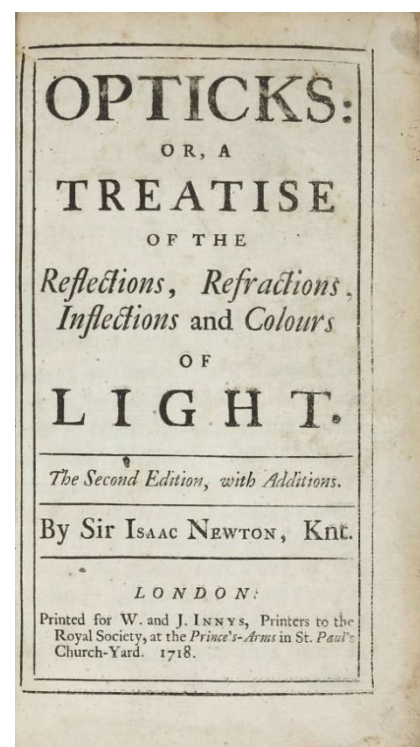 OPTICKS:
OR, A
TREATISE
OF THE
Reflections, Refractions,
Inflections and Colours
OF
LIGHT.
The Second Edition, with Additions.
By Sir ISAAC NEWTON, Knt.
LONDON:
Printed for W. and J. INNYS, Printers to the
Royal Society, at the Prince's-Arms in St. Paul's
Church-Yard. 1718.